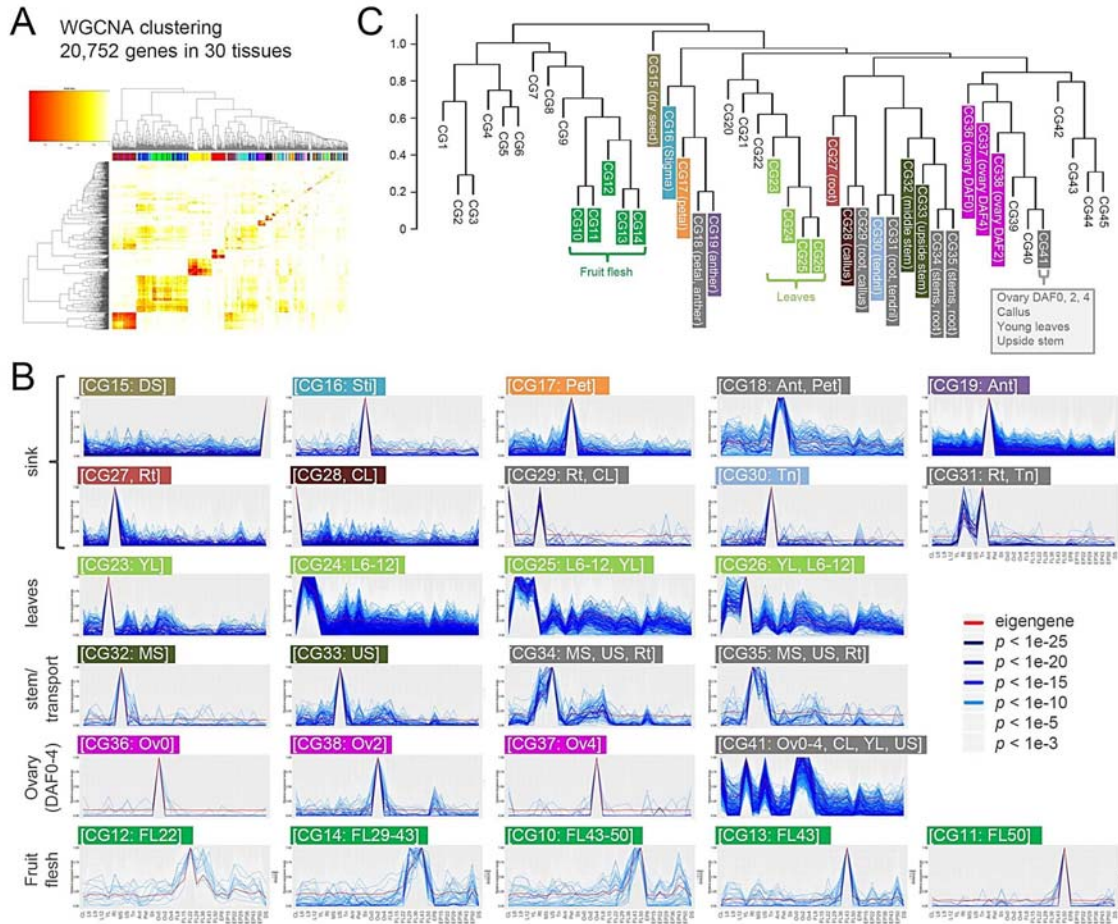 A
WGCNA clustering
20,752 genes in 30 tissues
C
1.0
0.8
0.6
0.4
0.2
0
CG1
CG2
CG3
CG4
CG5
CG6
CG7
CG8
CG9
CG10
CG11
CG12
CG13
CG14
Fruit flesh
CG15 (dry seed)
CG16 (Stigma)
CG17 (petal)
CG18 (petal, anther)
CG19 (anther)
CG20
CG21
CG22
CG23
CG24
CG25
CG26
Leaves
CG27 (root)
CG28 (callus)
CG29 (root, callus)
CG30 (tendril)
CG31 (root, tendril)
CG32 (middle stem)
CG33 (upside stem)
CG34 (stems, root)
CG35 (stems, root)
CG36 (ovary DAF0)
CG37 (ovary DAF4)
CG38 (ovary DAF2)
CG39
CG40
CG41
CG42
CG43
CG44
CG45
Ovary DAF0, 2, 4
Callus
Young leaves
Upside stem
B
sink
[CG15: DS]
[CG16: Sti]
[CG17: Pet]
[CG18: Ant, Pet]
[CG19: Ant]
[CG27, Rt]
[CG28, CL]
[CG29: Rt, CL]
[CG30: Tn]
[CG31: Rt, Tn]
leaves
[CG23: YL]
[CG24: L6-12]
[CG25: L6-12, YL]
[CG26: YL, L6-12]
stem/
transport
[CG32: MS]
[CG33: US]
[CG34: MS, US, Rt]
[CG35: MS, US, Rt]
Ovary
(DAF0-4)
[CG36: Ov0]
[CG38: Ov2]
[CG37: Ov4]
[CG41: Ov0-4, CL, YL, US]
Fruit
flesh
[CG12: FL22]
[CG14: FL29-43]
[CG10: FL43-50]
[CG13: FL43]
[CG11: FL50]
eigengene
p < 1e-25
p < 1e-20
p < 1e-15
p < 1e-10
p < 1e-5
p < 1e-3